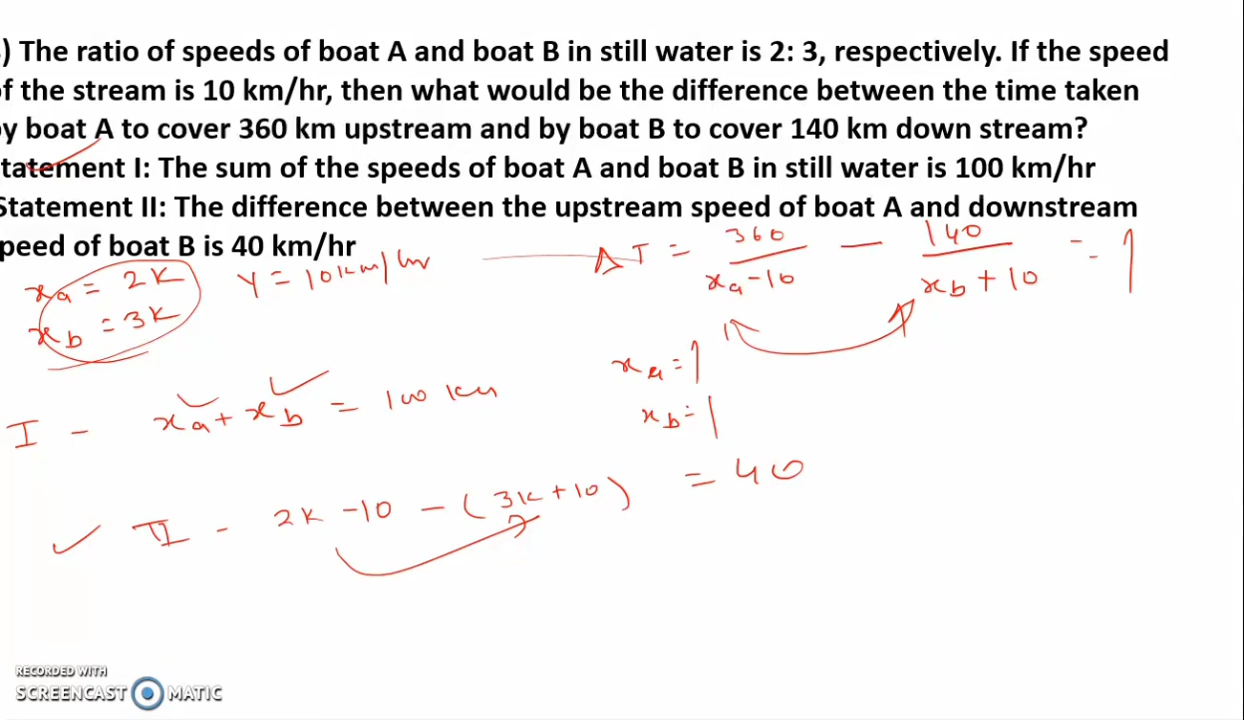 ) The ratio of speeds of boat A and boat B in still water is 2: 3, respectively. If the speed
f the stream is 10 km/hr, then what would be the difference between the time taken
y boat A to cover 360 km upstream and by boat B to cover 140 km down stream?
tatement I: The sum of the speeds of boat A and boat B in still water is 100 km/hr
Statement II: The difference between the upstream speed of boat A and downstream
peed of boat B is 40 km/hr
xa = 2K
xb = 3K
Y = 10km/hr
ΔT = 360/(xa-10) — 140/(xb+10) =
xa =
xb =
I - xa + xb = 100 km
II - 2K - 10 - (3K + 10) = 40
RECORDED WITH
SCREENCAST MATIC